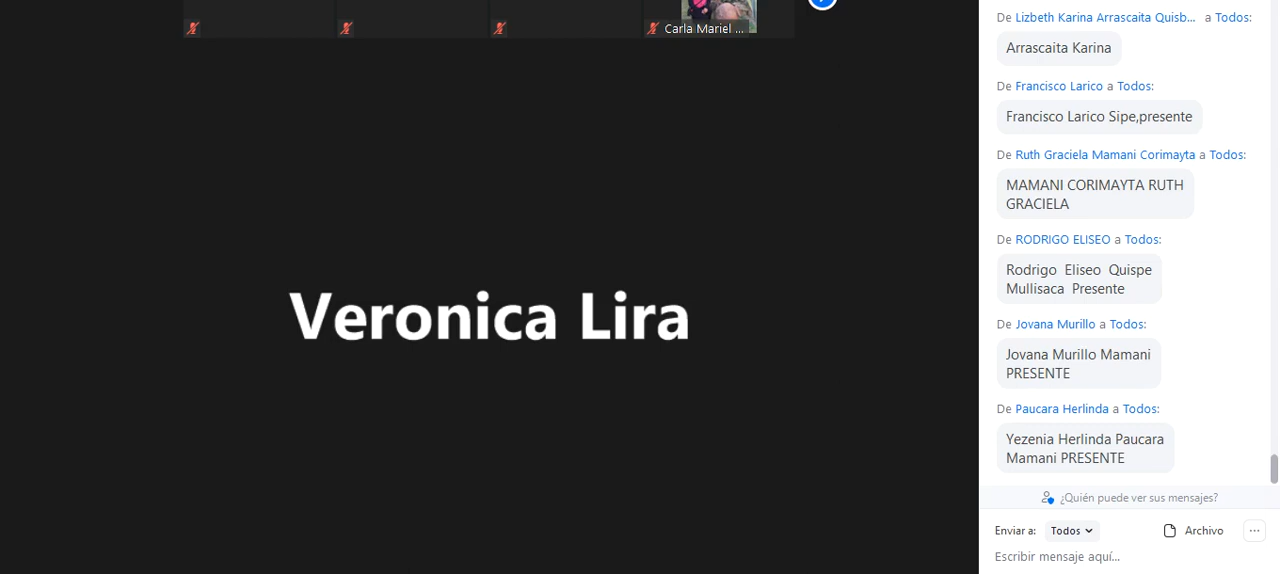 Carla Mariel ...
Veronica Lira
De Lizbeth Karina Arrascaita Quisb... a Todos:
Arrascaita Karina
De Francisco Larico a Todos:
Francisco Larico Sipe,presente
De Ruth Graciela Mamani Corimayta a Todos:
MAMANI CORIMAYTA RUTH
GRACIELA
De RODRIGO ELISEO a Todos:
Rodrigo Eliseo Quispe
Mullisaca Presente
De Jovana Murillo a Todos:
Jovana Murillo Mamani
PRESENTE
De Paucara Herlinda a Todos:
Yezenia Herlinda Paucara
Mamani PRESENTE
¿Quién puede ver sus mensajes?
Enviar a: Todos Archivo ...
Escribir mensaje aquí...